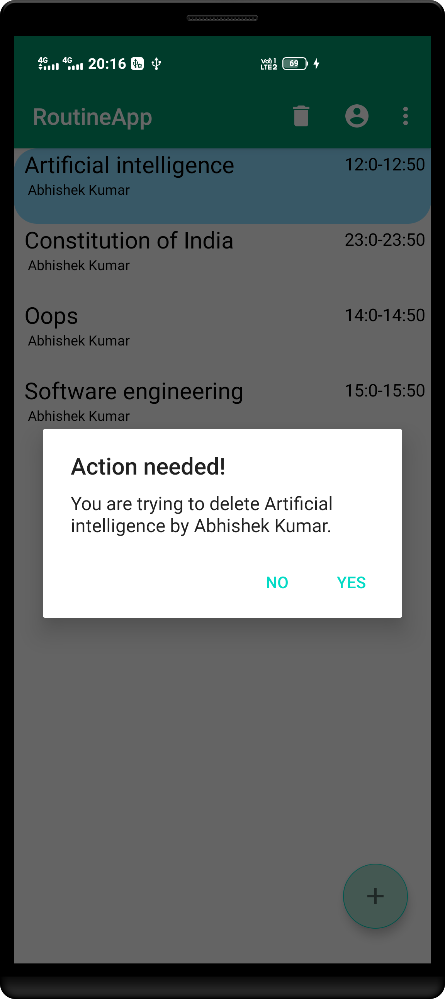 4G 4G 20:16 Vo) 1 LTE2 69
RoutineApp
Artificial intelligence 12:0-12:50
Abhishek Kumar
Constitution of India 23:0-23:50
Abhishek Kumar
Oops 14:0-14:50
Abhishek Kumar
Software engineering 15:0-15:50
Abhishek Kumar
Action needed!
You are trying to delete Artificial
intelligence by Abhishek Kumar.
NO YES